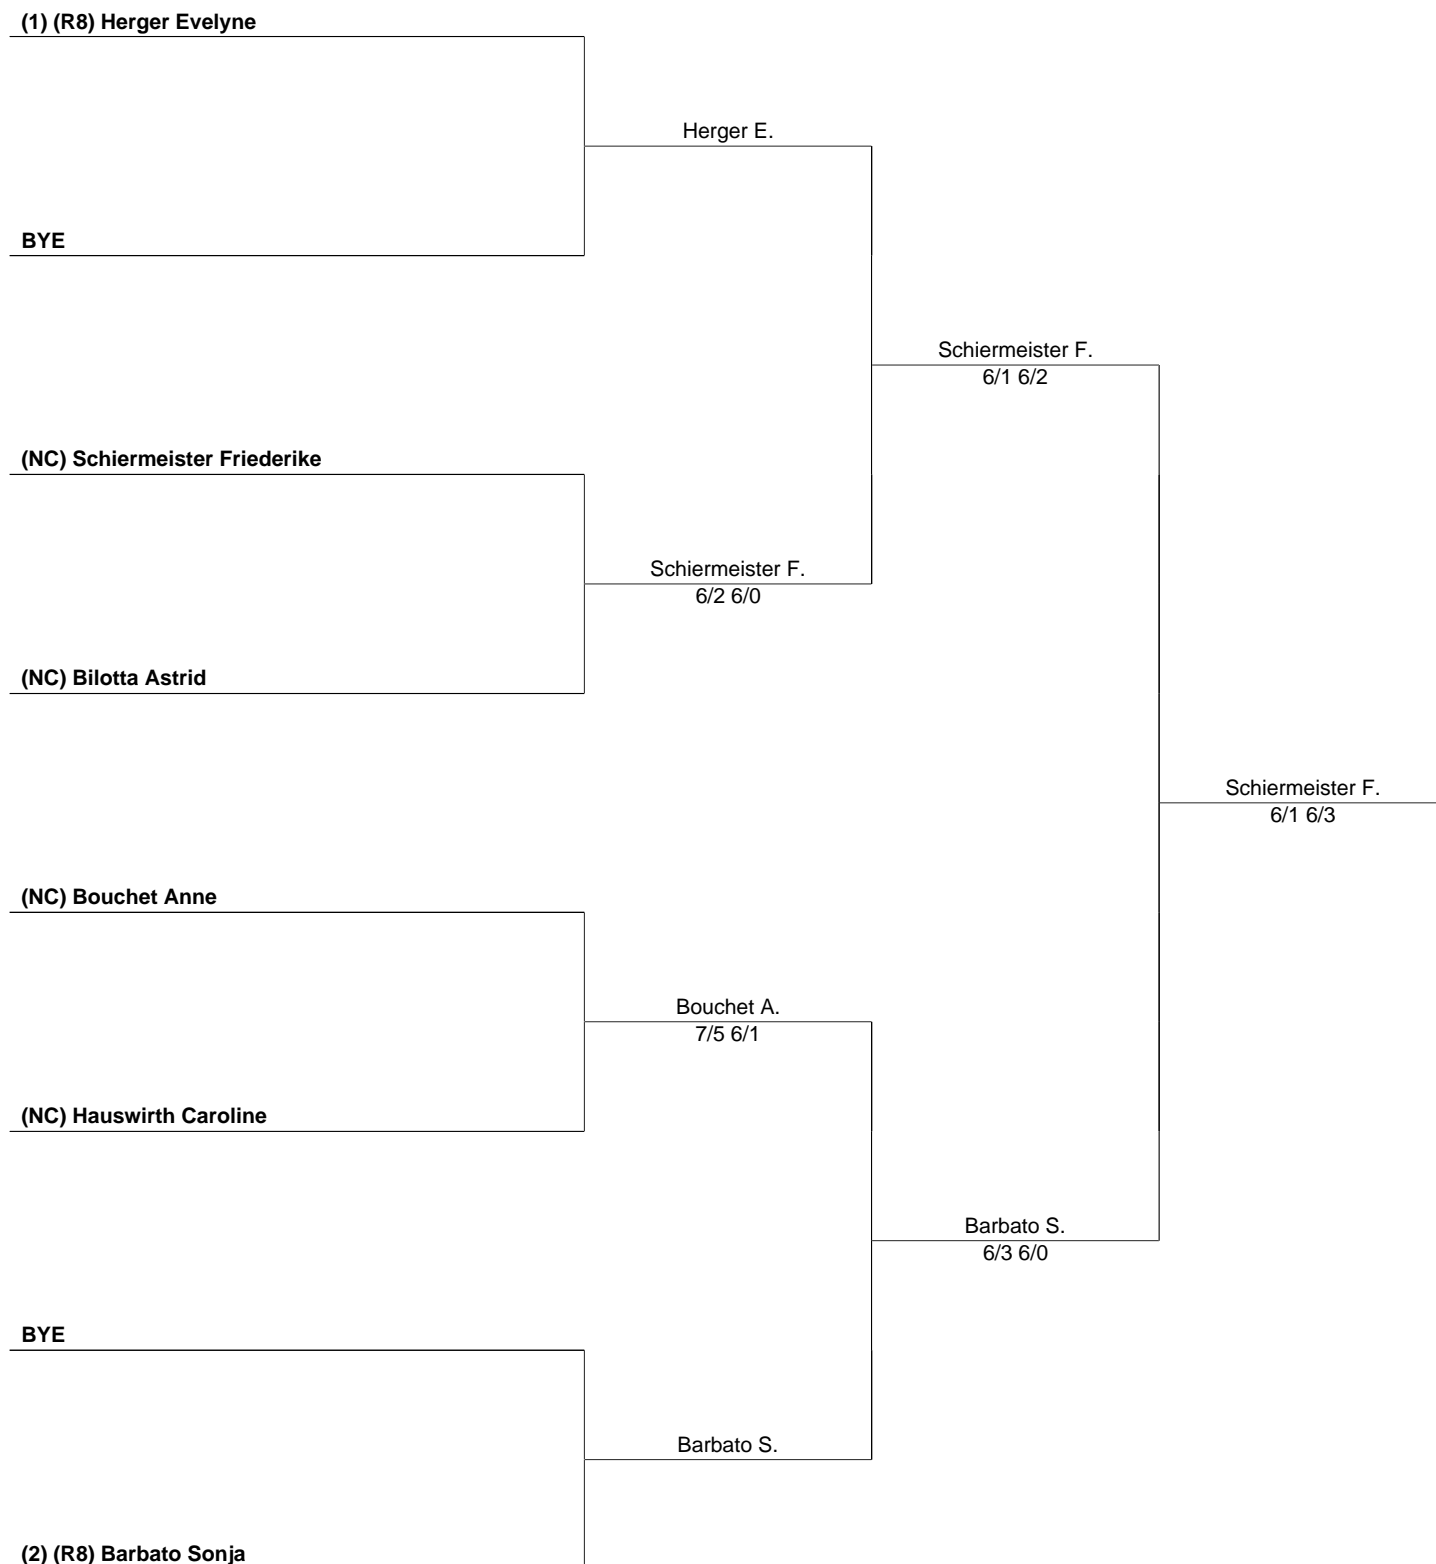 (1) (R8) Herger Evelyne
Herger E.
BYE
Schiermeister F.
6/1 6/2
(NC) Schiermeister Friederike
Schiermeister F.
6/2 6/0
(NC) Bilotta Astrid
Schiermeister F.
6/1 6/3
(NC) Bouchet Anne
Bouchet A.
7/5 6/1
(NC) Hauswirth Caroline
Barbato S.
6/3 6/0
BYE
Barbato S.
(2) (R8) Barbato Sonja